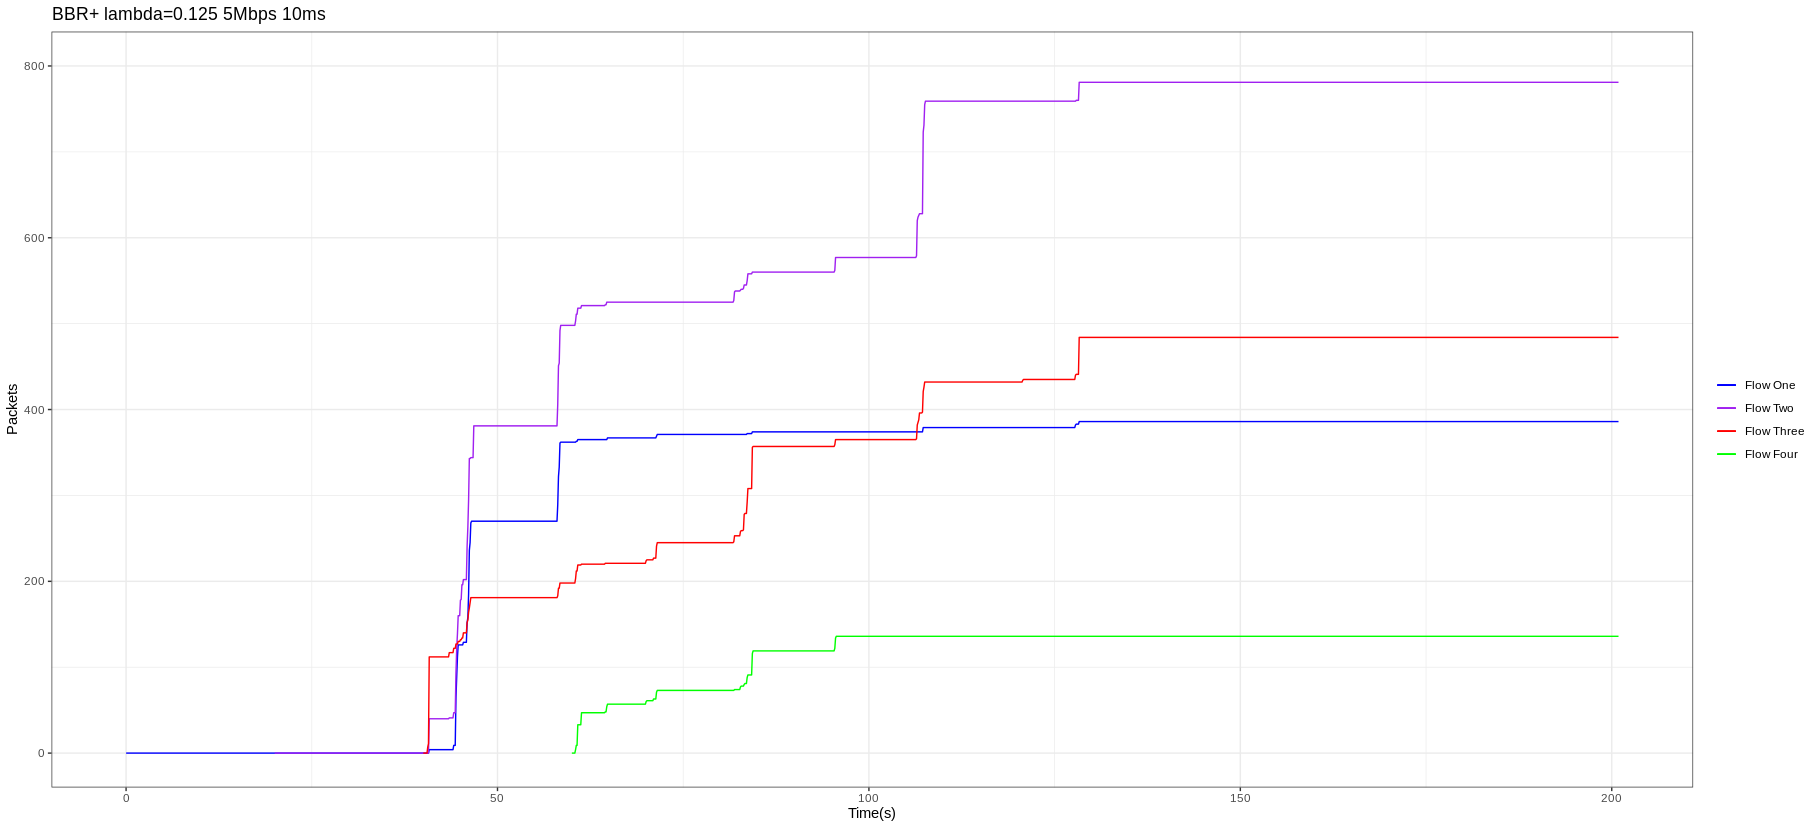 BBR+ lambda=0.125 5Mbps 10ms
800
600
400
200
0
Packets
0
50
100
150
200
Time(s)
Flow One
Flow Two
Flow Three
Flow Four